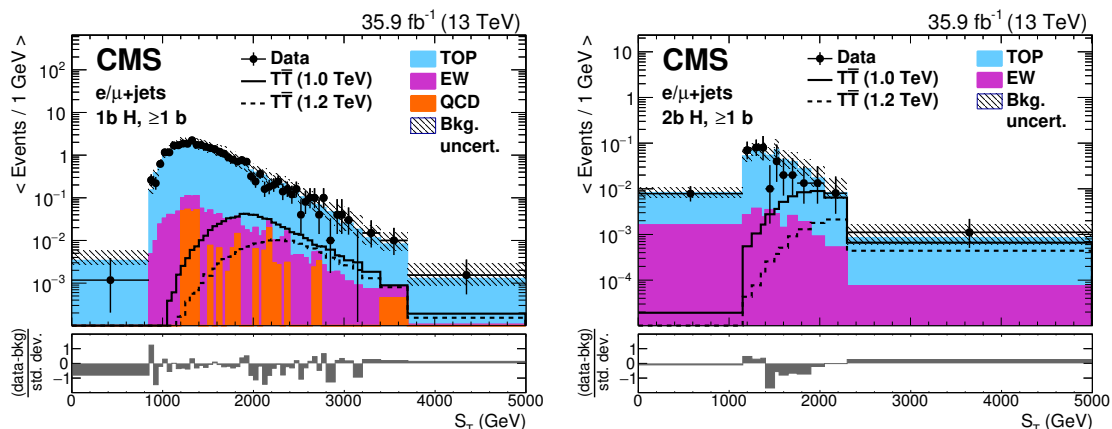 35.9 fb⁻¹ (13 TeV)
< Events / 1 GeV >
CMS
e/μ+jets
1b H, ≥1 b
Data
TT̅ (1.0 TeV)
TT̅ (1.2 TeV)
TOP
EW
QCD
Bkg.
uncert.
10²
10
1
10⁻¹
10⁻²
10⁻³
(data-bkg)
std. dev.
1
0
−1
0 1000 2000 3000 4000 5000
S_T (GeV)
35.9 fb⁻¹ (13 TeV)
< Events / 1 GeV >
CMS
e/μ+jets
2b H, ≥1 b
Data
TT̅ (1.0 TeV)
TT̅ (1.2 TeV)
TOP
EW
Bkg.
uncert.
10
1
10⁻¹
10⁻²
10⁻³
10⁻⁴
(data-bkg)
std. dev.
1
0
−1
0 1000 2000 3000 4000 5000
S_T (GeV)